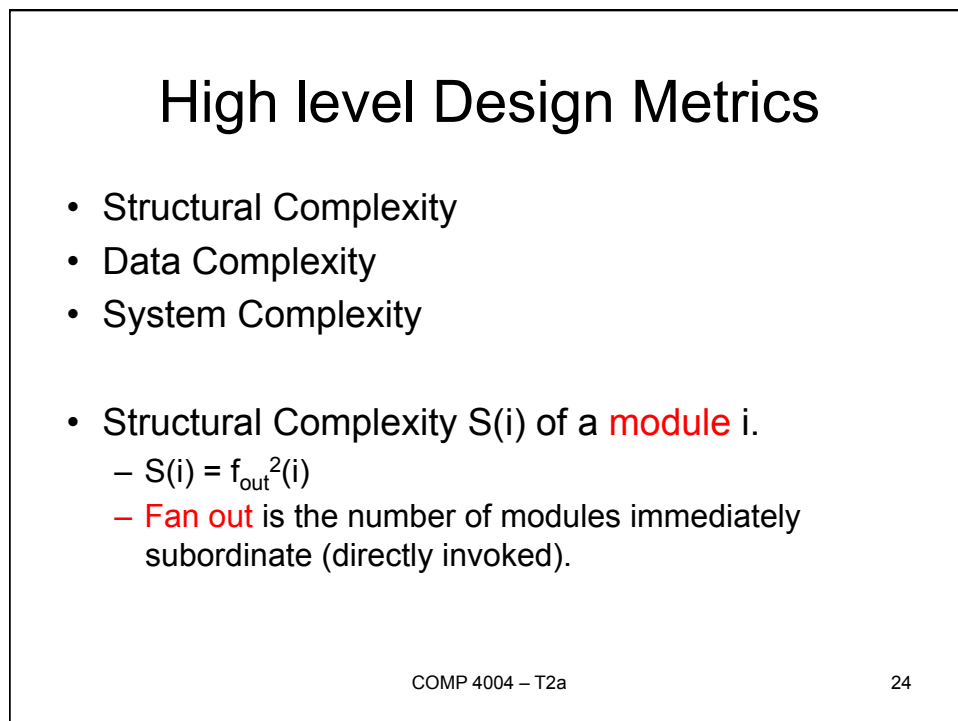 High level Design Metrics
• Structural Complexity
• Data Complexity
• System Complexity
• Structural Complexity S(i) of a module i.
– S(i) = fout²(i)
– Fan out is the number of modules immediately
subordinate (directly invoked).
COMP 4004 – T2a
24